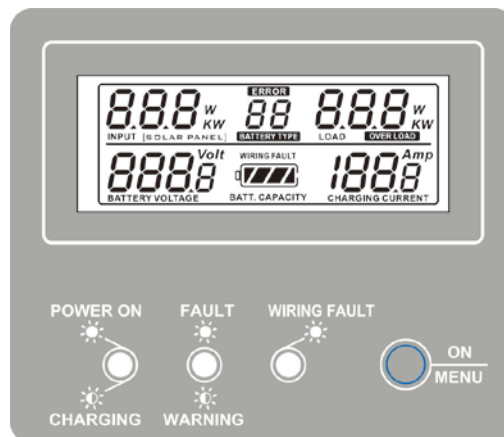 8.8.8 W KW ERROR 88 8.8.8 W KW
INPUT [SOLAR PANEL] BATTERY TYPE LOAD OVER LOAD
888.8 Volt WIRING FAULT 188.8 Amp
BATTERY VOLTAGE BATT. CAPACITY CHARGING CURRENT
POWER ON FAULT WIRING FAULT
ON
MENU
CHARGING WARNING